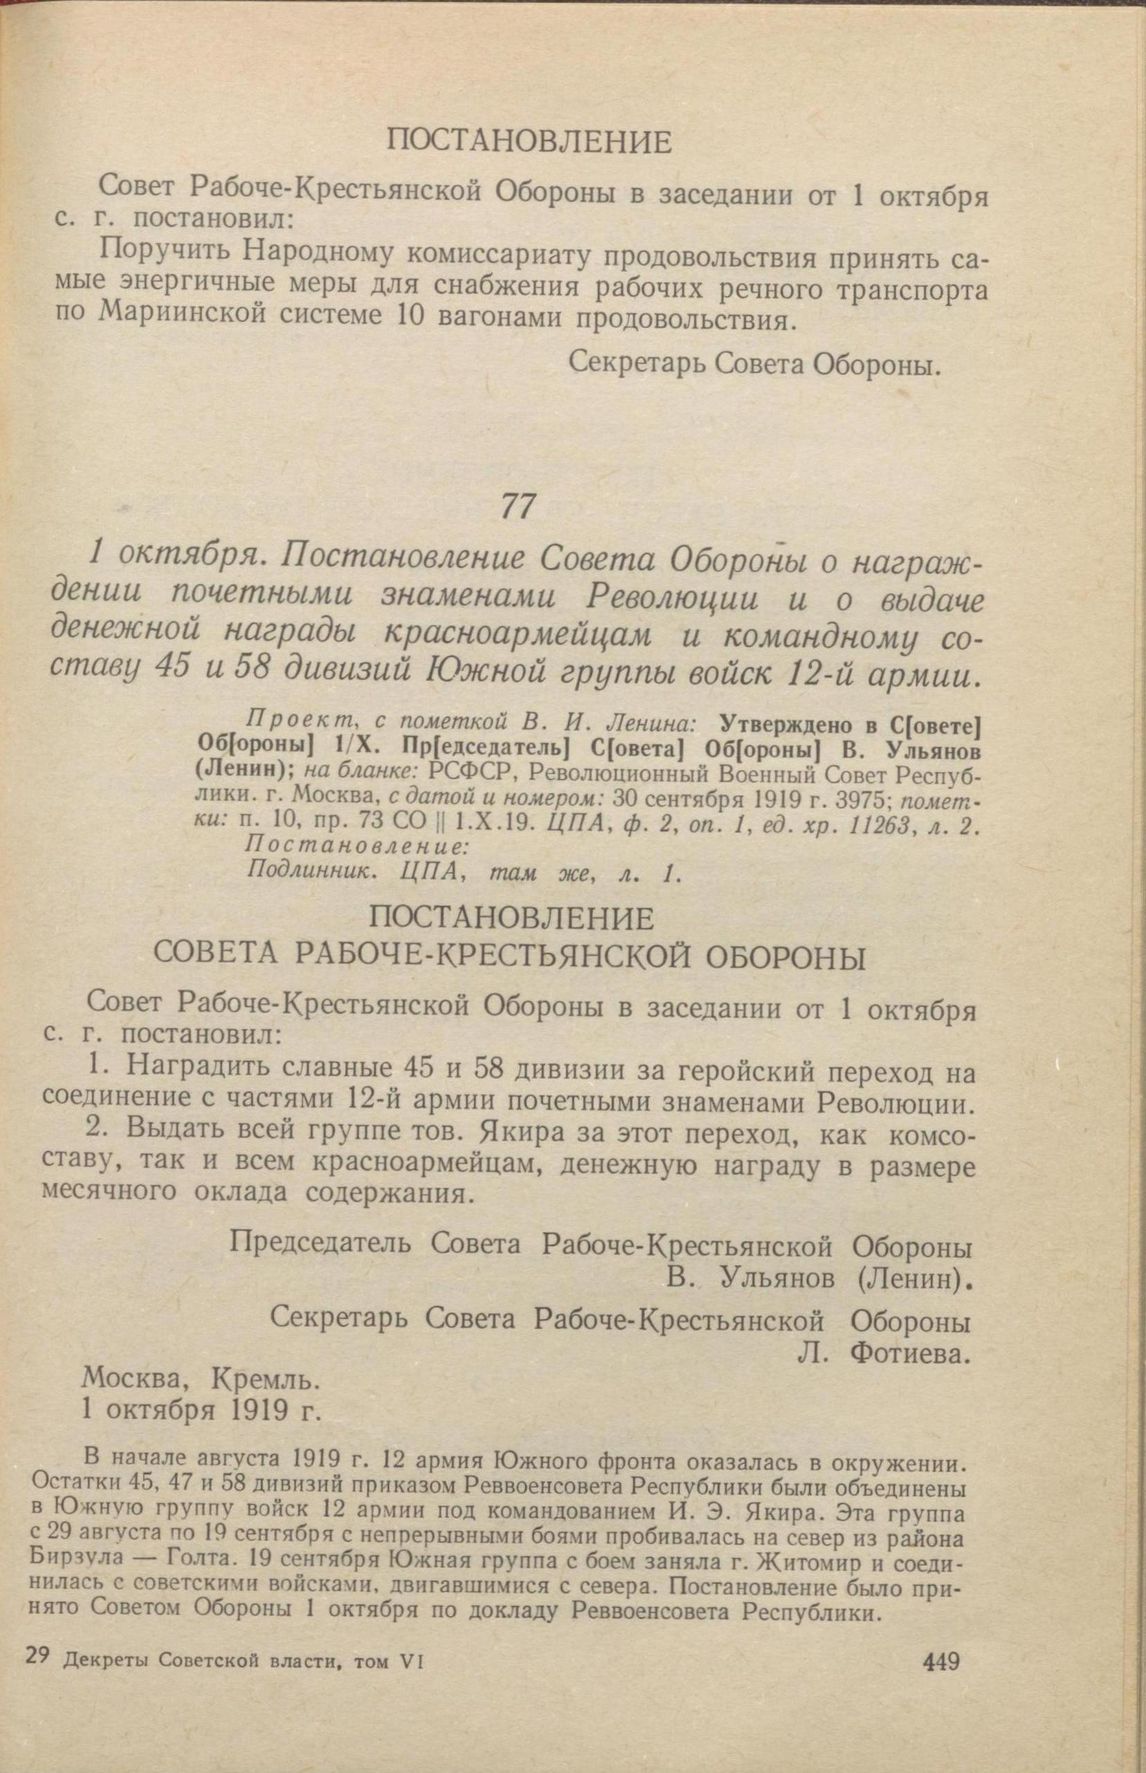 ПОСТАНОВЛЕНИЕ
Совет Рабоче-Крестьянской Обороны в заседании от 1 октября
с. г. постановил:
Поручить Народному комиссариату продовольствия принять са-
мые энергичные меры для снабжения рабочих речного транспорта
по Мариинской системе 10 вагонами продовольствия.
Секретарь Совета Обороны.
77
1 октября. Постановление Совета Обороны о награж-
дении почетными знаменами Революции и о выдаче
денежной награды красноармейцам и командному со-
ставу 45 и 58 дивизий Южной группы войск 12-й армии.
Проект, с пометкой В. И. Ленина: Утверждено в С[овете]
Об[ороны] 1/X. Пр[едседатель] С[овета] Об[ороны] В. Ульянов
(Ленин); на бланке: РСФСР, Революционный Военный Совет Респуб-
лики. г. Москва, с датой и номером: 30 сентября 1919 г. 3975; помет-
ки: п. 10, пр. 73 СО || 1.X.19. ЦПА, ф. 2, оп. 1, ед. хр. 11263, л. 2.
Постановление:
Подлинник. ЦПА, там же, л. 1.
ПОСТАНОВЛЕНИЕ
СОВЕТА РАБОЧЕ-КРЕСТЬЯНСКОЙ ОБОРОНЫ
Совет Рабоче-Крестьянской Обороны в заседании от 1 октября
с. г. постановил:
1. Наградить славные 45 и 58 дивизии за геройский переход на
соединение с частями 12-й армии почетными знаменами Революции.
2. Выдать всей группе тов. Якира за этот переход, как комсо-
ставу, так и всем красноармейцам, денежную награду в размере
месячного оклада содержания.
Председатель Совета Рабоче-Крестьянской Обороны
В. Ульянов (Ленин).
Секретарь Совета Рабоче-Крестьянской Обороны
Л. Фотиева.
Москва, Кремль.
1 октября 1919 г.
В начале августа 1919 г. 12 армия Южного фронта оказалась в окружении.
Остатки 45, 47 и 58 дивизий приказом Реввоенсовета Республики были объединены
в Южную группу войск 12 армии под командованием И. Э. Якира. Эта группа
с 29 августа по 19 сентября с непрерывными боями пробивалась на север из района
Бирзула — Голта. 19 сентября Южная группа с боем заняла г. Житомир и соеди-
нилась с советскими войсками, двигавшимися с севера. Постановление было при-
нято Советом Обороны 1 октября по докладу Реввоенсовета Республики.
29 Декреты Советской власти, том VI
449